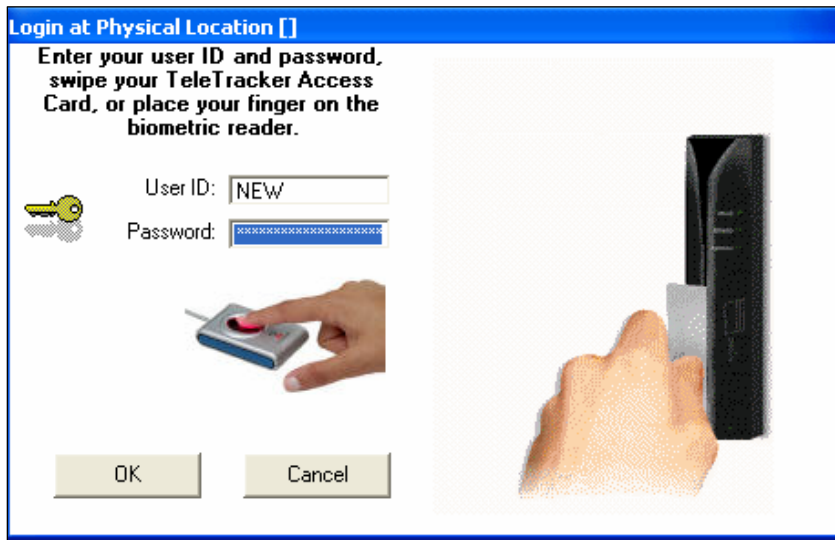 Login at Physical Location []
Enter your user ID and password,
swipe your TeleTracker Access
Card, or place your finger on the
biometric reader.
User ID: NEW
Password: xxxxxxxxxxxxxxxxxxxx
OK
Cancel